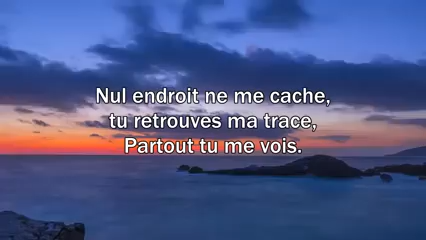 Nul endroit ne me cache,
tu retrouves ma trace,
Partout tu me vois.